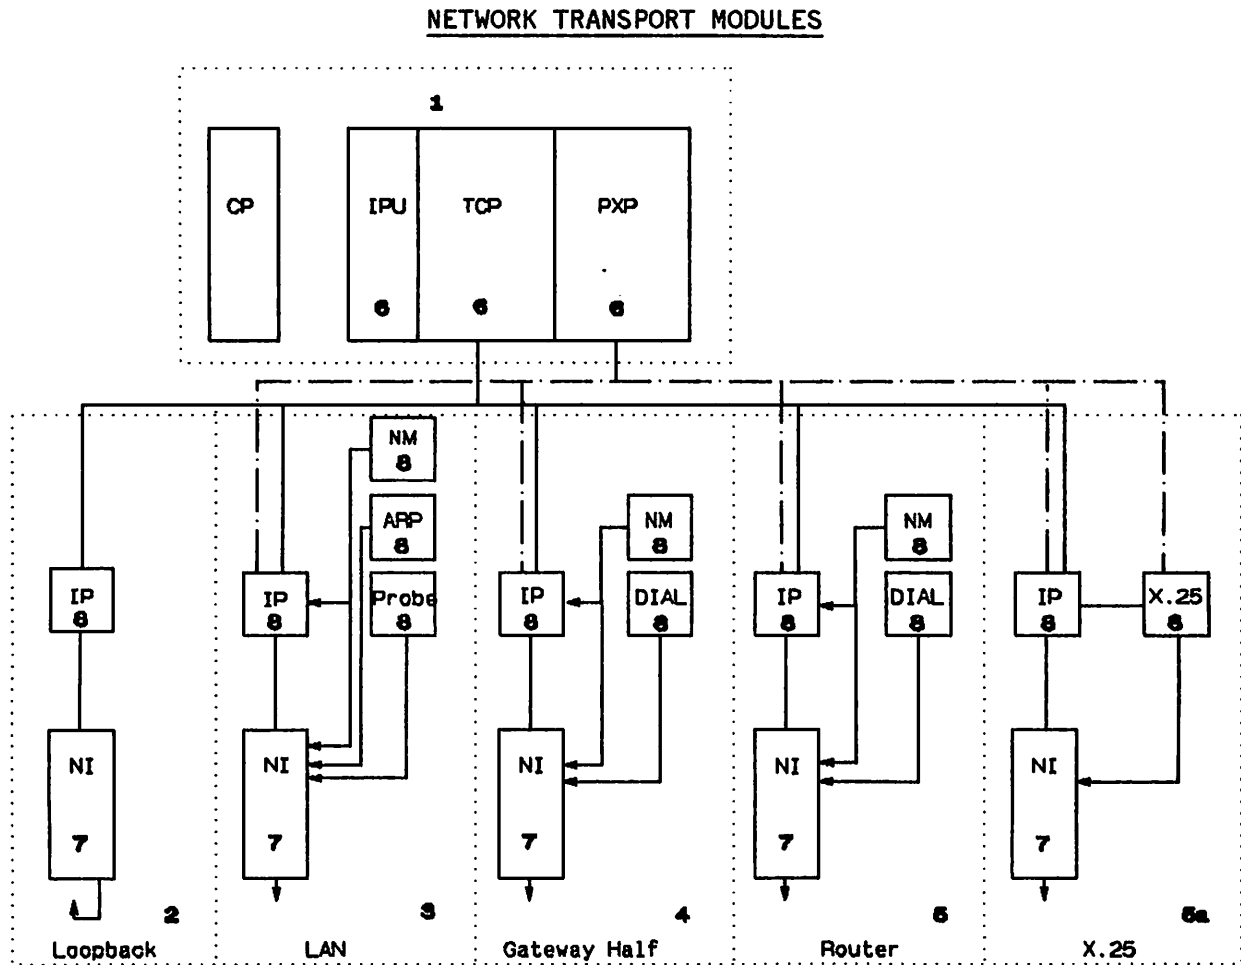 NETWORK TRANSPORT MODULES
1
CP
IPU
TCP
PXP
6
6
6
NM
8
ARP
8
NM
8
NM
8
IP
8
IP
8
Probe
8
IP
8
DIAL
8
IP
8
DIAL
8
IP
8
X.25
8
NI
NI
NI
NI
NI
7
7
7
7
7
2
3
4
5
5a
Loopback
LAN
Gateway Half
Router
X.25